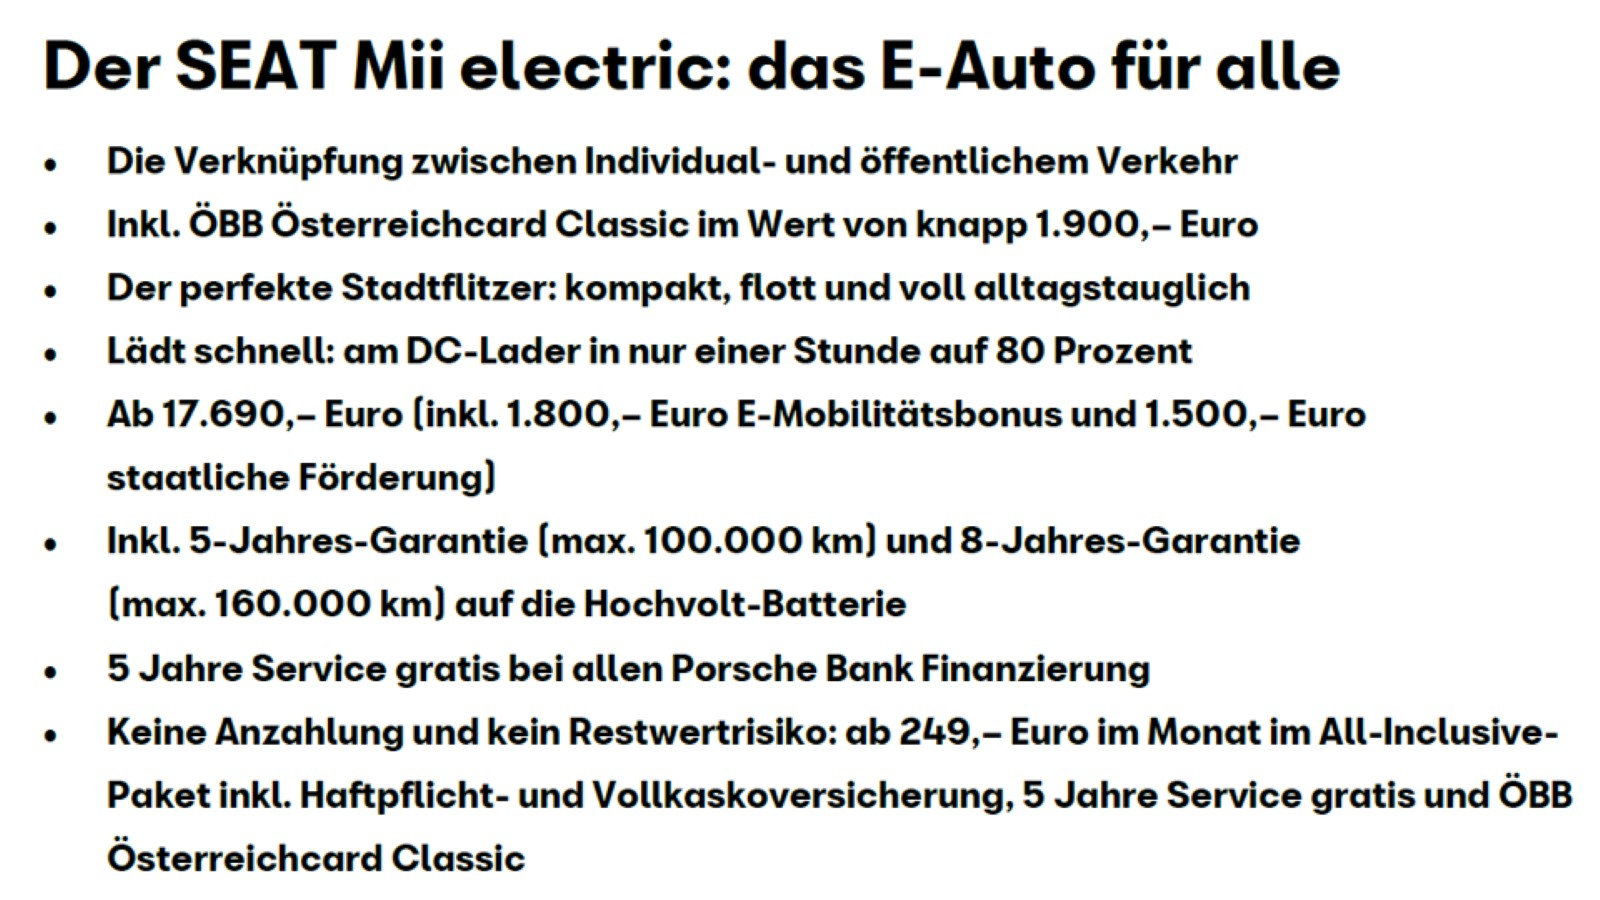 Der SEAT Mii electric: das E-Auto für alle
• Die Verknüpfung zwischen Individual- und öffentlichem Verkehr
• Inkl. ÖBB Österreichcard Classic im Wert von knapp 1.900,– Euro
• Der perfekte Stadtflitzer: kompakt, flott und voll alltagstauglich
• Lädt schnell: am DC-Lader in nur einer Stunde auf 80 Prozent
• Ab 17.690,– Euro (inkl. 1.800,– Euro E-Mobilitätsbonus und 1.500,– Euro
staatliche Förderung)
• Inkl. 5-Jahres-Garantie (max. 100.000 km) und 8-Jahres-Garantie
(max. 160.000 km) auf die Hochvolt-Batterie
• 5 Jahre Service gratis bei allen Porsche Bank Finanzierung
• Keine Anzahlung und kein Restwertrisiko: ab 249,– Euro im Monat im All-Inclusive-
Paket inkl. Haftpflicht- und Vollkaskoversicherung, 5 Jahre Service gratis und ÖBB
Österreichcard Classic